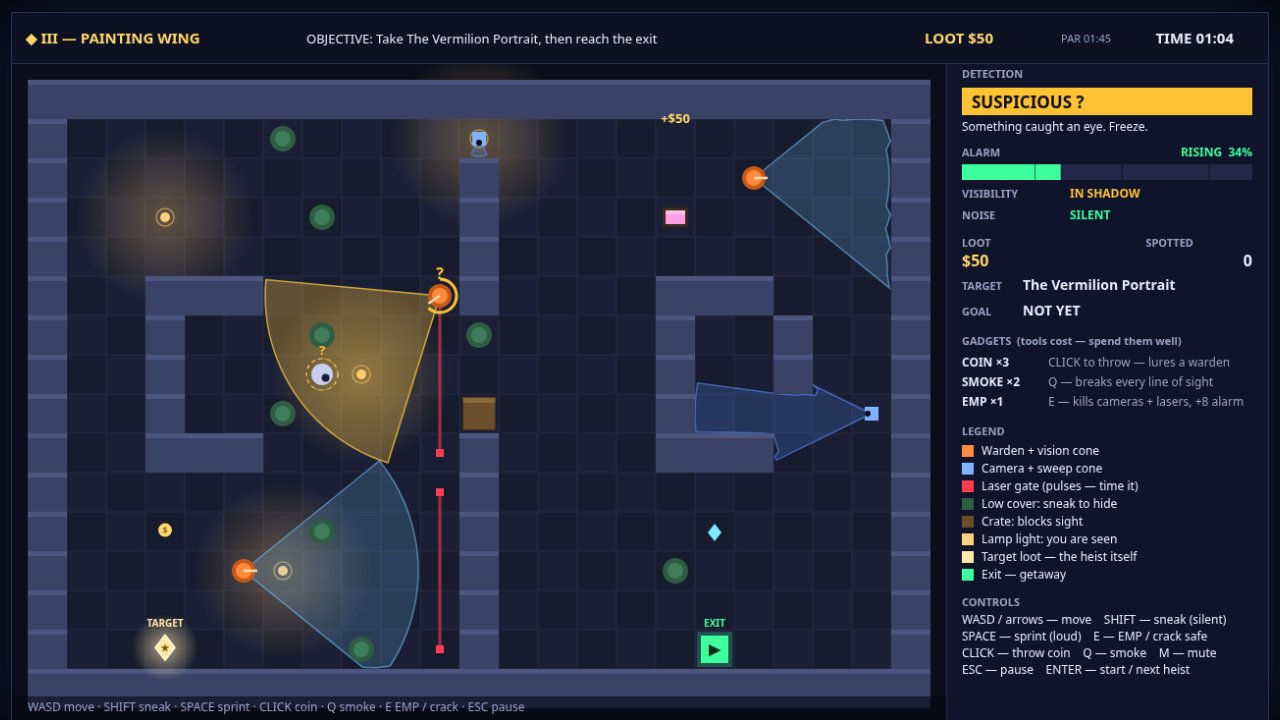 ◆ III — PAINTING WING
OBJECTIVE: Take The Vermilion Portrait, then reach the exit
LOOT $50
PAR 01:45
TIME 01:04
+$50
?
?
S
TARGET
EXIT
WASD move · SHIFT sneak · SPACE sprint · CLICK coin · Q smoke · E EMP / crack · ESC pause
DETECTION
SUSPICIOUS ?
Something caught an eye. Freeze.
ALARM RISING 34%
VISIBILITY IN SHADOW
NOISE SILENT
LOOT SPOTTED
$50 0
TARGET The Vermilion Portrait
GOAL NOT YET
GADGETS (tools cost — spend them well)
COIN ×3 CLICK to throw — lures a warden
SMOKE ×2 Q — breaks every line of sight
EMP ×1 E — kills cameras + lasers, +8 alarm
LEGEND
Warden + vision cone
Camera + sweep cone
Laser gate (pulses — time it)
Low cover: sneak to hide
Crate: blocks sight
Lamp light: you are seen
Target loot — the heist itself
Exit — getaway
CONTROLS
WASD / arrows — move SHIFT — sneak (silent)
SPACE — sprint (loud) E — EMP / crack safe
CLICK — throw coin Q — smoke M — mute
ESC — pause ENTER — start / next heist